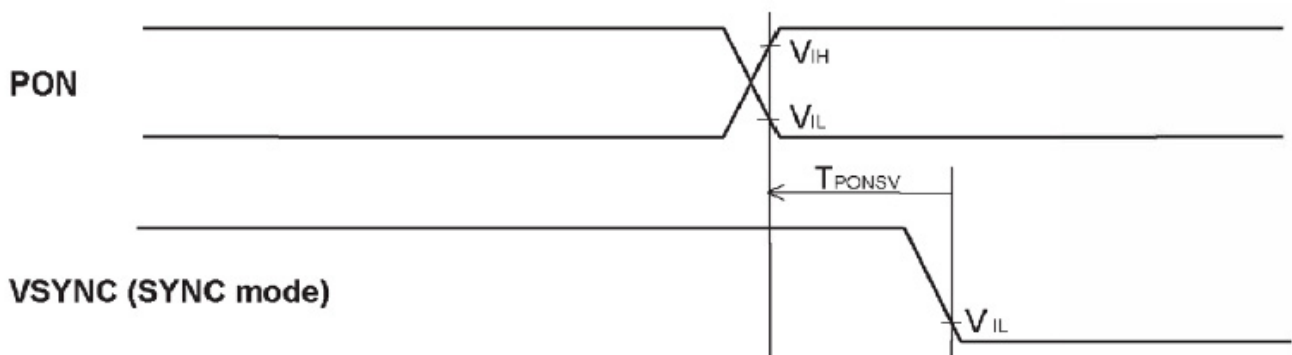 PON
VIH
VIL
TPONSV
VSYNC (SYNC mode)
VIL